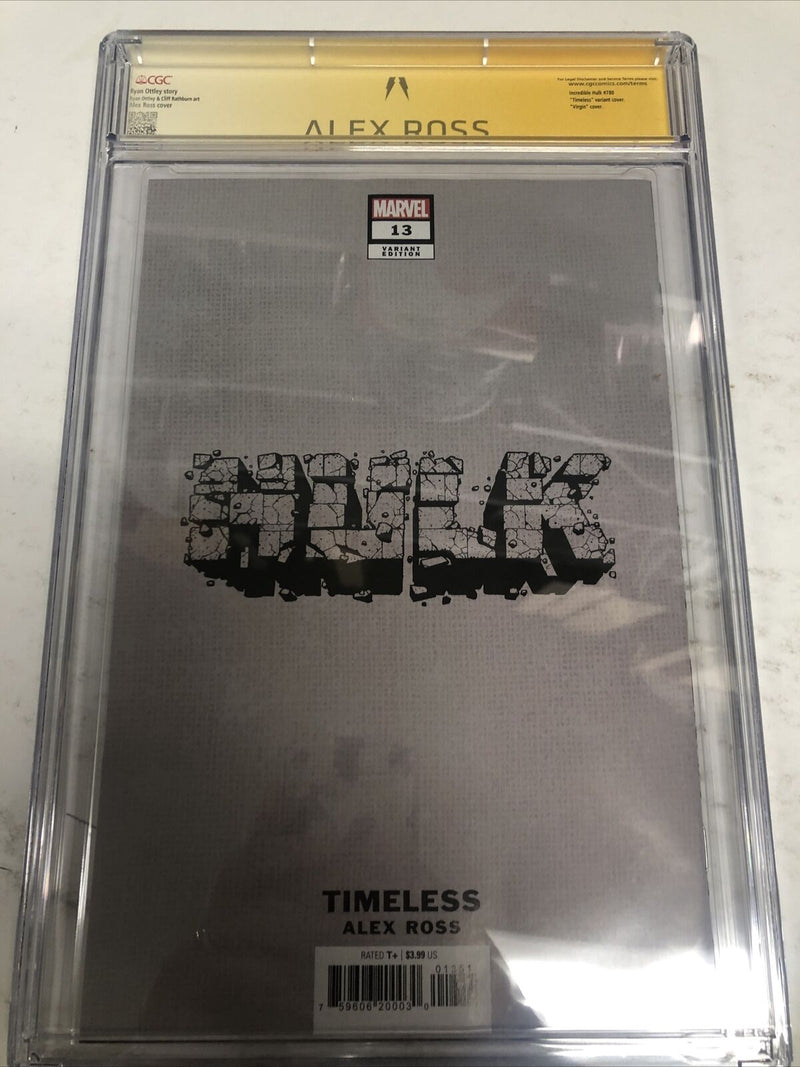 CGC
Ryan Ottley story
Ryan Ottley & Cliff Rathburn art
Alex Ross cover
For Legal Disclaimer and Service Terms please visit:
www.cgccomics.com/terms
Incredible Hulk #780
"Timeless" variant cover.
"Virgin" cover.
ALEX ROSS
MARVEL
13
VARIANT
EDITION
HULK
TIMELESS
ALEX ROSS
RATED T+ | $3.99 US
7 59606 20003 0